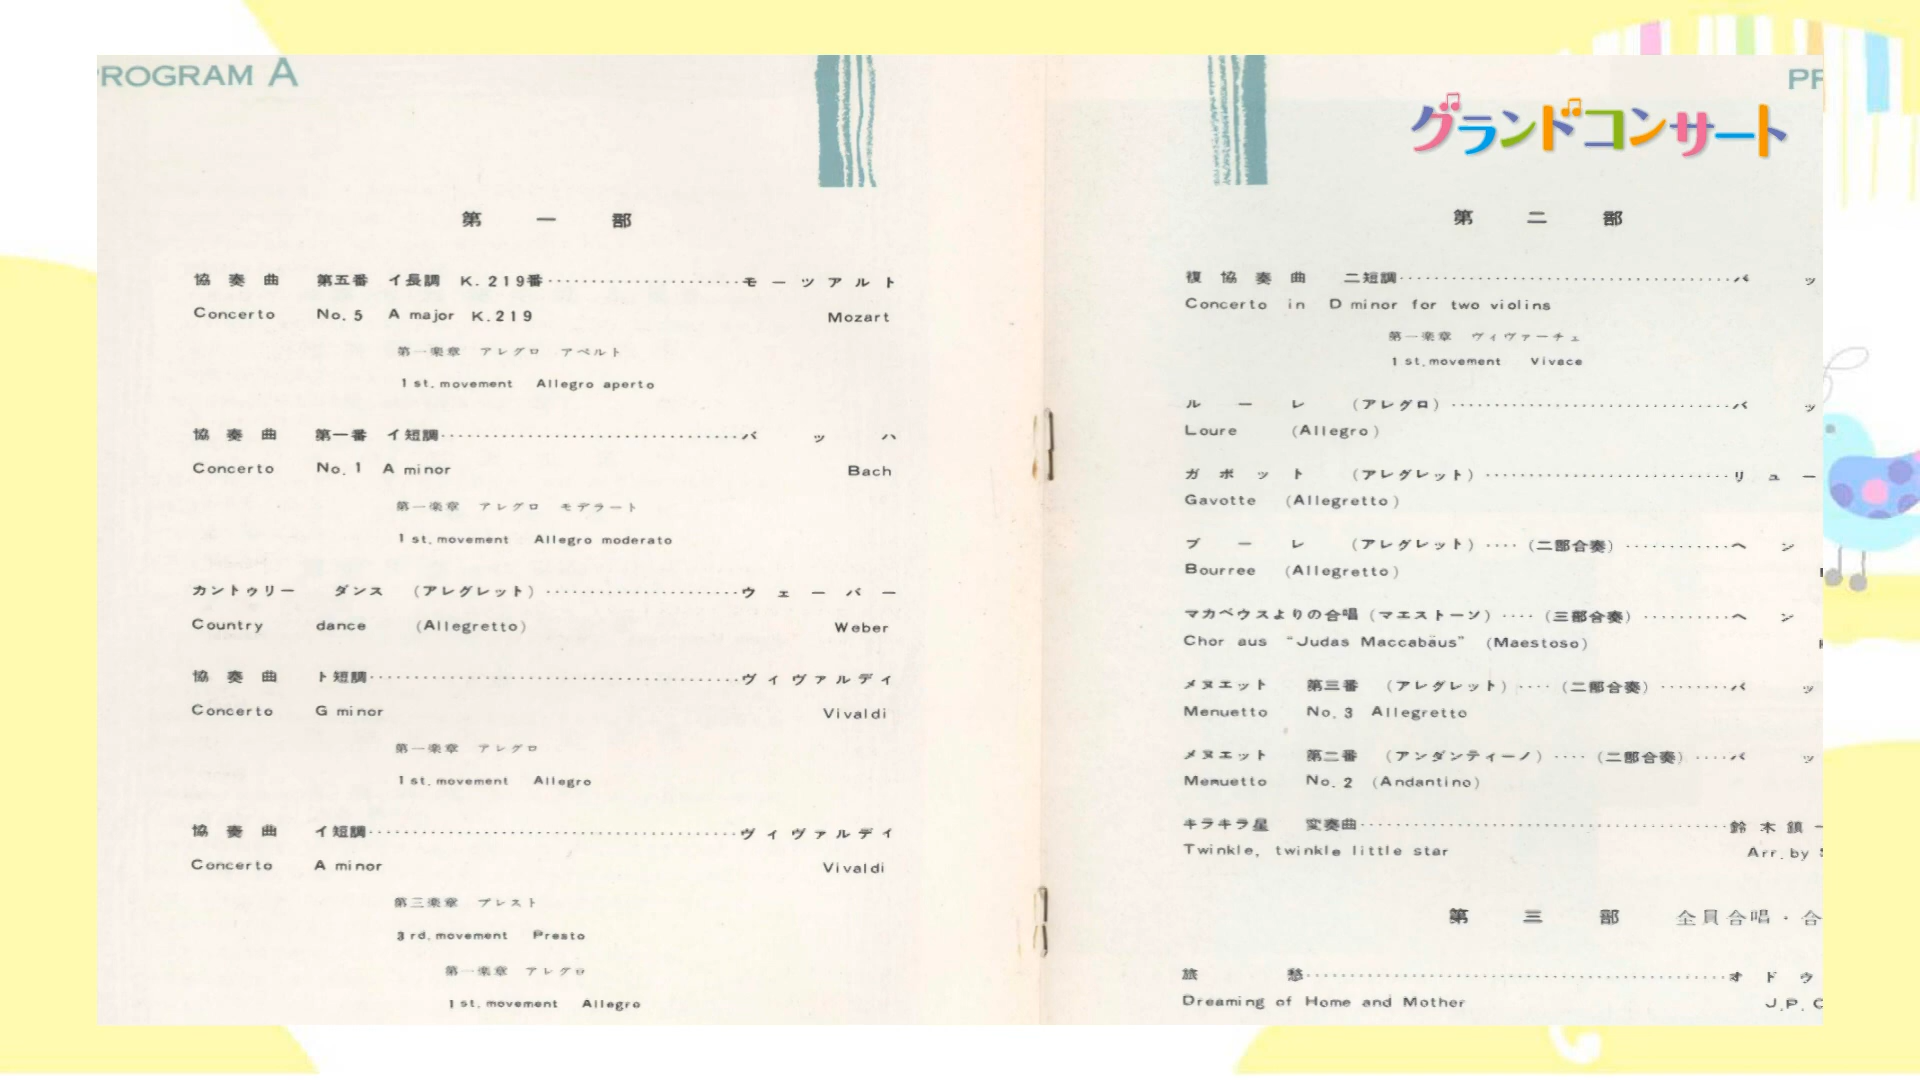 PROGRAM A
第一部
協奏曲 第五番 イ長調 K. 219番 モーツアルト
Concerto No. 5 A major K. 219 Mozart
第一楽章 アレグロ アペルト
1 st. movement Allegro aperto
協奏曲 第一番 イ短調 バッハ
Concerto No. 1 A minor Bach
第一楽章 アレグロ モデラート
1 st. movement Allegro moderato
カントゥリー ダンス (アレグレット) ウェーバー
Country dance (Allegretto) Weber
協奏曲 ト短調 ヴィヴァルディ
Concerto G minor Vivaldi
第一楽章 アレグロ
1 st. movement Allegro
協奏曲 イ短調 ヴィヴァルディ
Concerto A minor Vivaldi
第三楽章 プレスト
3 rd. movement Presto
第一楽章 アレグロ
1 st. movement Allegro
PR
グランドコンサート
第二部
復協奏曲 二短調 バッ
Concerto in D minor for two violins
第一楽章 ヴィヴァーチェ
1 st. movement Vivace
ルーレ (アレグロ) バッ
Loure (Allegro)
ガボット (アレグレット) リュー
Gavotte (Allegretto)
ブーレ (アレグレット) ···· (二部合奏) ヘン
Bourree (Allegretto)
マカベウスよりの合唱 (マエストーソ) ···· (三部合奏) ヘン
Chor aus “Judas Maccabäus” (Maestoso)
メヌエット 第三番 (アレグレット) ···· (二部合奏) バッ
Menuetto No. 3 Allegretto
メヌエット 第二番 (アンダンティーノ) ···· (二部合奏) バッ
Menuetto No. 2 (Andantino)
キラキラ星 変奏曲 鈴木鎮一
Twinkle, twinkle little star Arr. by
第三部 全員合唱・合
旅愁 オドウ
Dreaming of Home and Mother J.P.